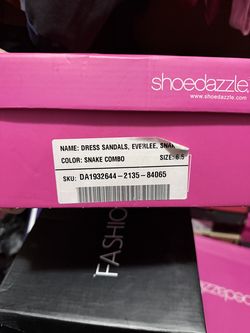 shoedazzle
www.shoedazzle.com
NAME: DRESS SANDALS, EVERLEE,
COLOR: SNAKE COMBO SIZE: 6.5
SKU: DA1932644-2135-84065
FASHIO
shoedazzle